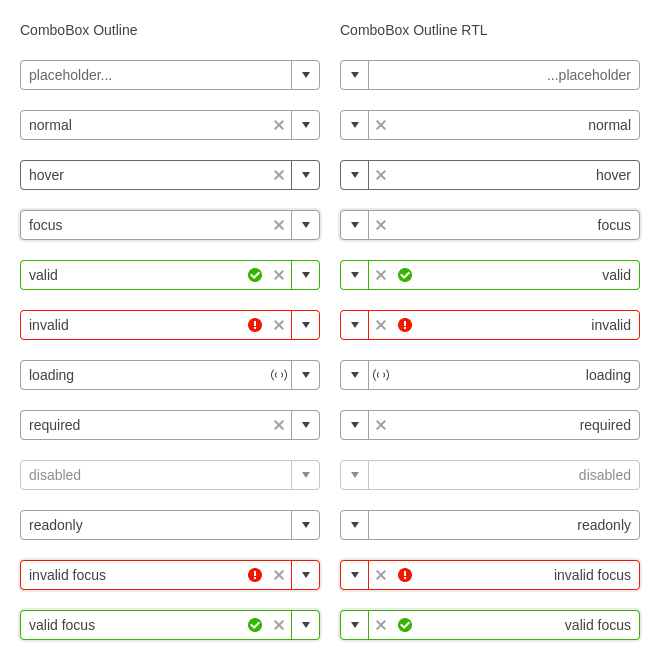 ComboBox Outline
placeholder...
normal
hover
focus
valid
invalid
loading
required
disabled
readonly
invalid focus
valid focus
ComboBox Outline RTL
...placeholder
normal
hover
focus
valid
invalid
loading
required
disabled
readonly
invalid focus
valid focus